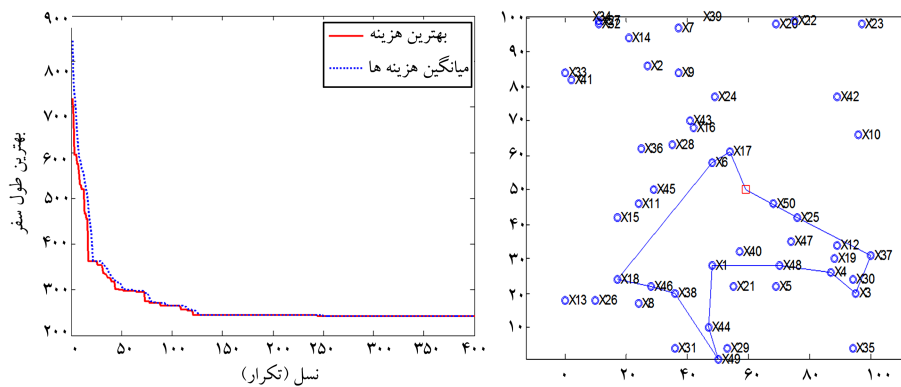 بهترین هزینه
میانگین هزینه ها
۸۰۰
۷۰۰
۶۰۰
۵۰۰
۴۰۰
۳۰۰
۲۰۰
۰ ۵۰ ۱۰۰ ۱۵۰ ۲۰۰ ۲۵۰ ۳۰۰ ۳۵۰ ۴۰۰
بهترین طول سفر
نسل (تکرار)
۱۰۰
۹۰
۸۰
۷۰
۶۰
۵۰
۴۰
۳۰
۲۰
۱۰
۰ ۲۰ ۴۰ ۶۰ ۸۰ ۱۰۰
X39
X22
X7 X29 X23
X14
X2
X33 X9
X41
X24 X42
X43
X16
X10
X36 X28
X17
X6
X45
X11 X50
X15 X25
X47 X12
X40 X37
X19
X1 X48 X4
X18 X30
X46 X21 X5
X38 X3
X13 X26 X8
X44
X31 X29 X35
X49